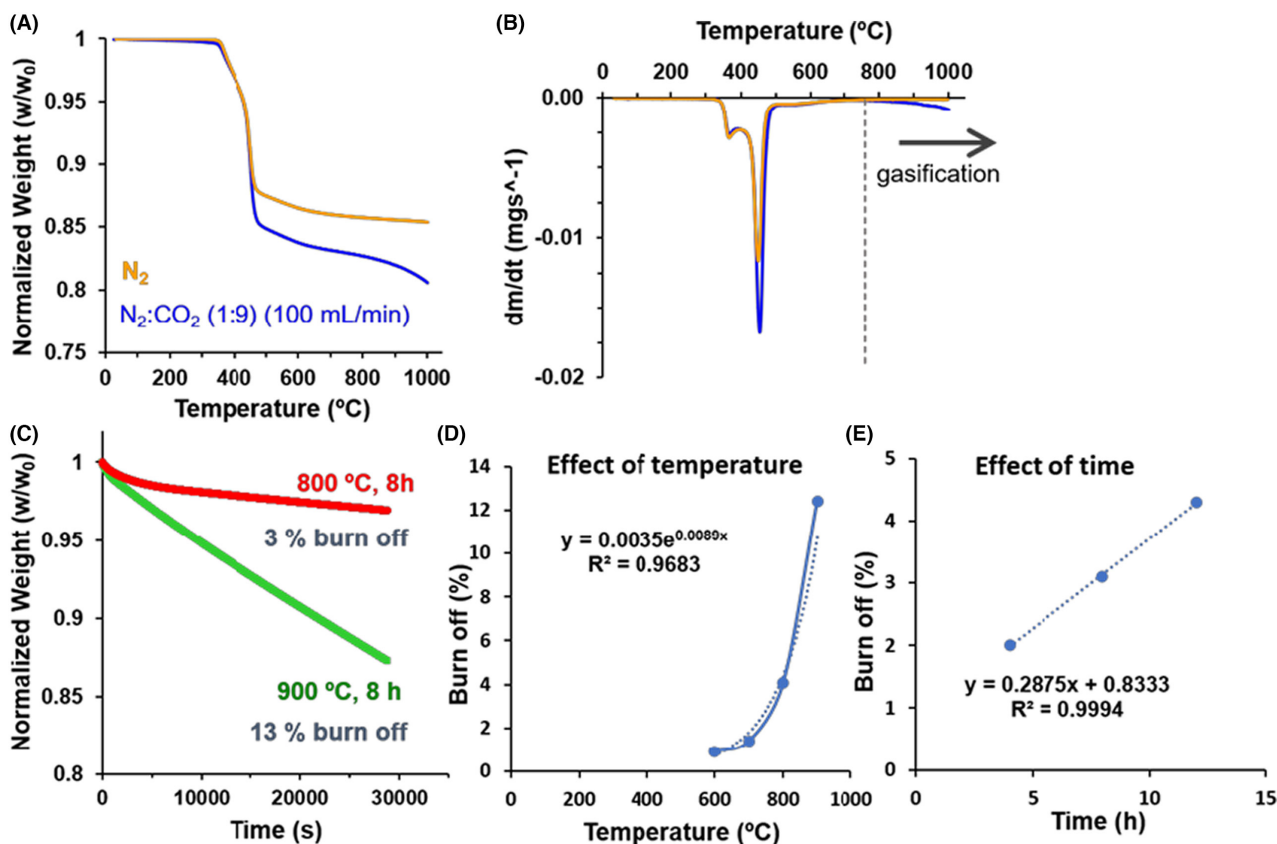 (A)
Normalized Weight (w/w₀)
1
0.95
0.9
0.85
0.8
0.75
N₂
N₂:CO₂ (1:9) (100 mL/min)
0 200 400 600 800 1000
Temperature (ºC)
(B)
Temperature (ºC)
0 200 400 600 800 1000
dm/dt (mgs^-1)
0.00
-0.01
-0.02
gasification
(C)
Normalized Weight (w/w₀)
1
0.95
0.9
0.85
0.8
800 ºC, 8h
3 % burn off
900 ºC, 8 h
13 % burn off
0 10000 20000 30000
Time (s)
(D)
Effect of temperature
Burn off (%)
14
12
10
8
6
4
2
0
y = 0.0035e^0.0089x
R² = 0.9683
0 200 400 600 800 1000
Temperature (ºC)
(E)
Effect of time
Burn off (%)
5
4
3
2
1
0
y = 0.2875x + 0.8333
R² = 0.9994
0 5 10 15
Time (h)